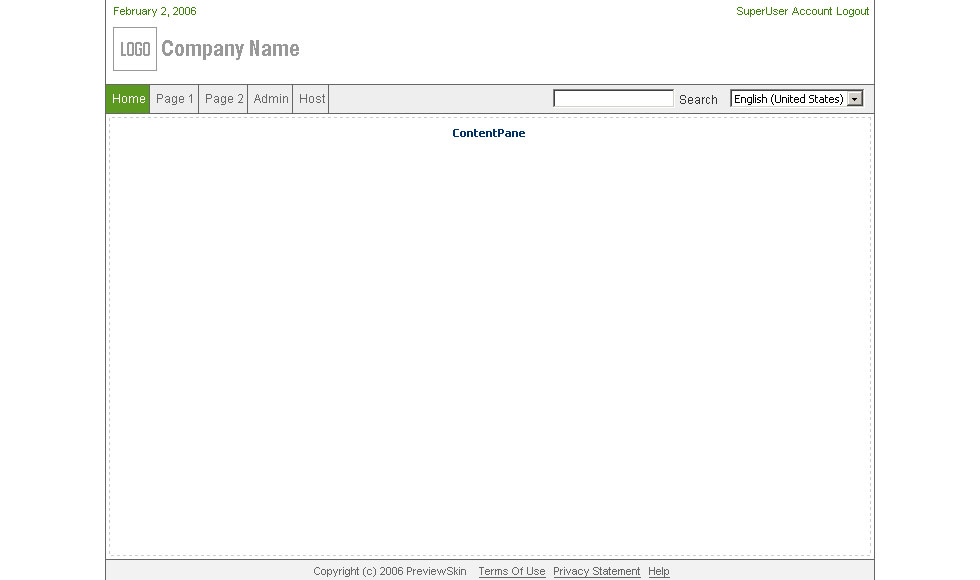 February 2, 2006 SuperUser Account Logout
LOGO Company Name
Home Page 1 Page 2 Admin Host Search English (United States)
ContentPane
Copyright (c) 2006 PreviewSkin Terms Of Use Privacy Statement Help